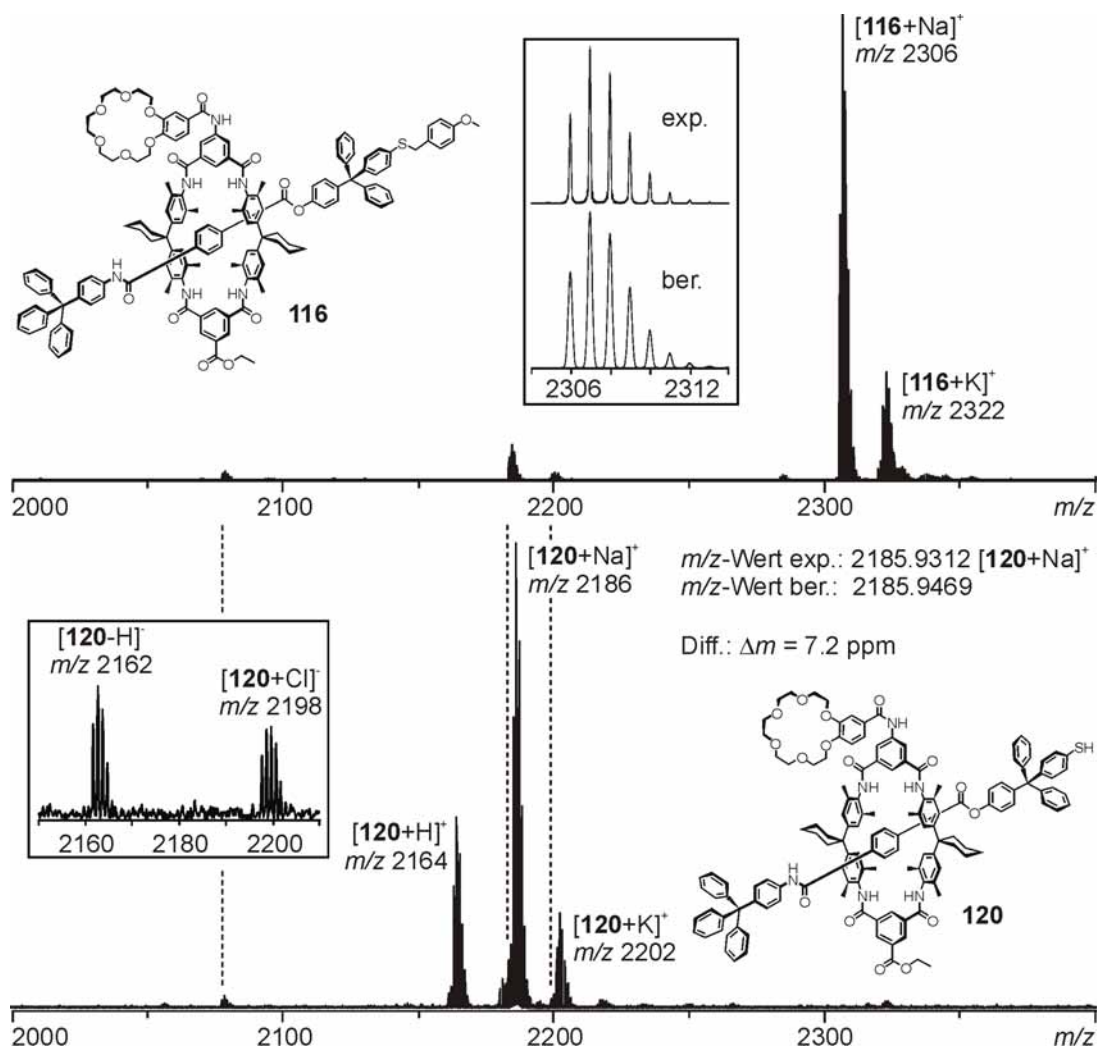 [116+Na]+
m/z 2306
exp.
ber.
2306
2312
116
[116+K]+
m/z 2322
2000
2100
2200
2300
m/z
[120+Na]+
m/z 2186
m/z-Wert exp.: 2185.9312 [120+Na]+
m/z-Wert ber.: 2185.9469
Diff.: Δm = 7.2 ppm
[120-H]-
m/z 2162
[120+Cl]-
m/z 2198
2160
2180
2200
[120+H]+
m/z 2164
[120+K]+
m/z 2202
120
2000
2100
2200
2300
m/z